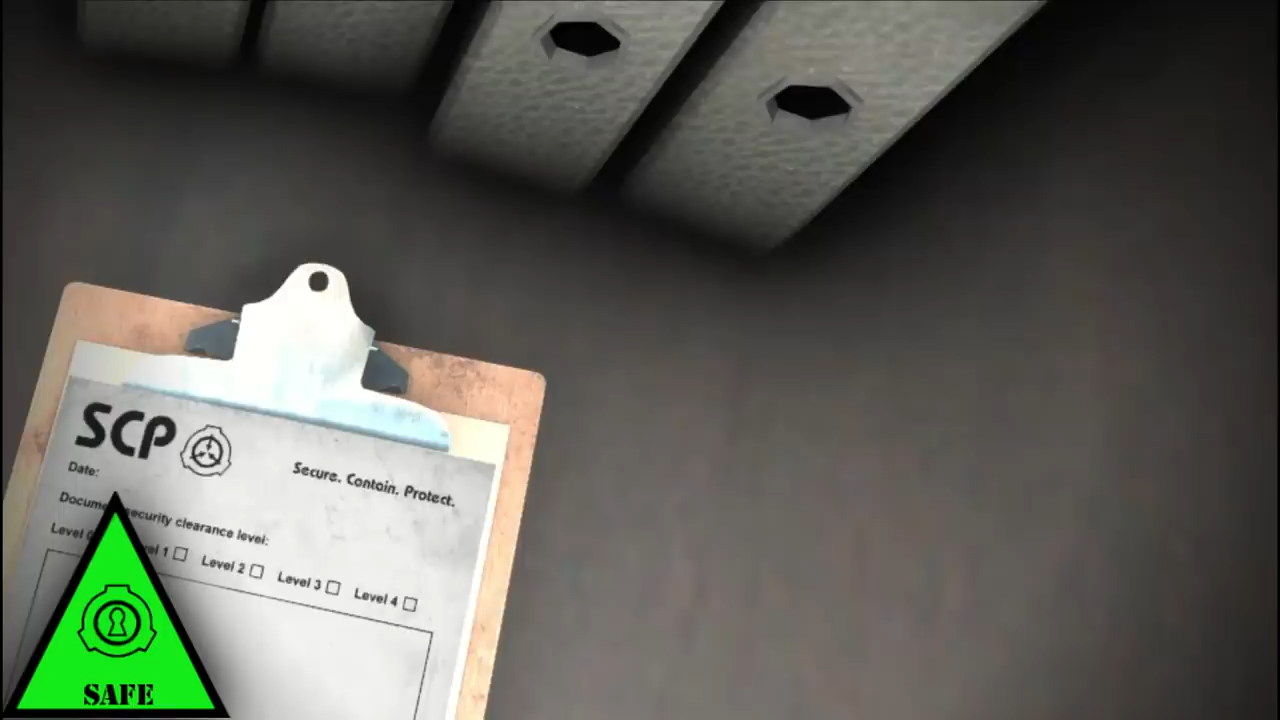 SCP
Secure. Contain. Protect.
Date:
security clearance level:
Level 2 Level 3 Level 4
SAFE